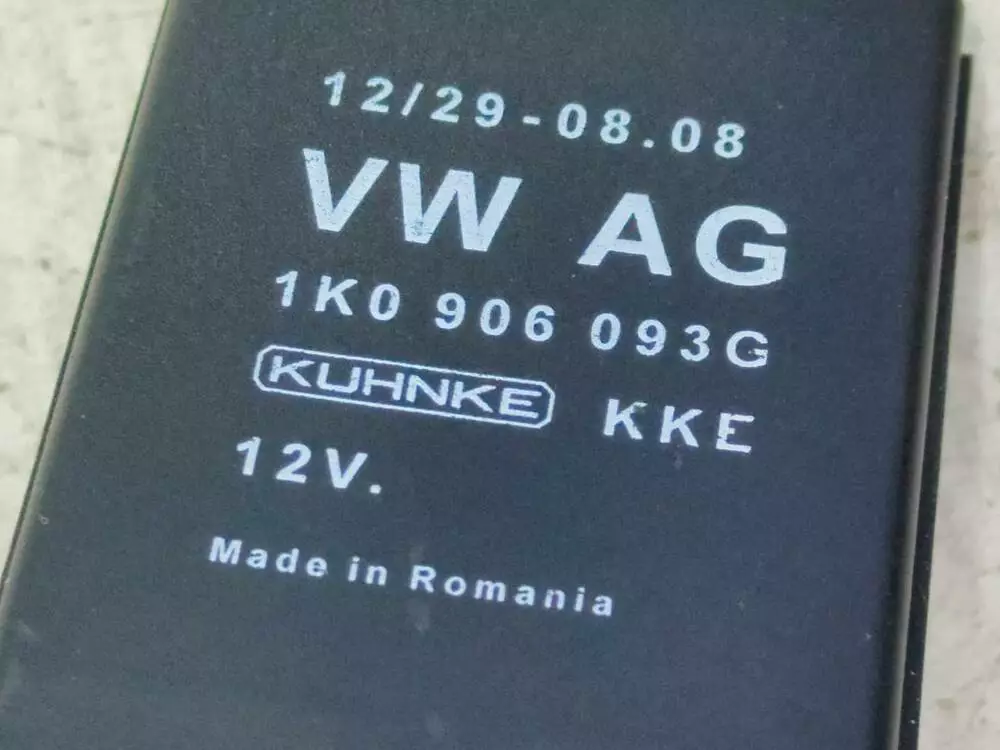 12/29-08.08
VW AG
1K0 906 093G
KUHNKE KKE
12V.
Made in Romania